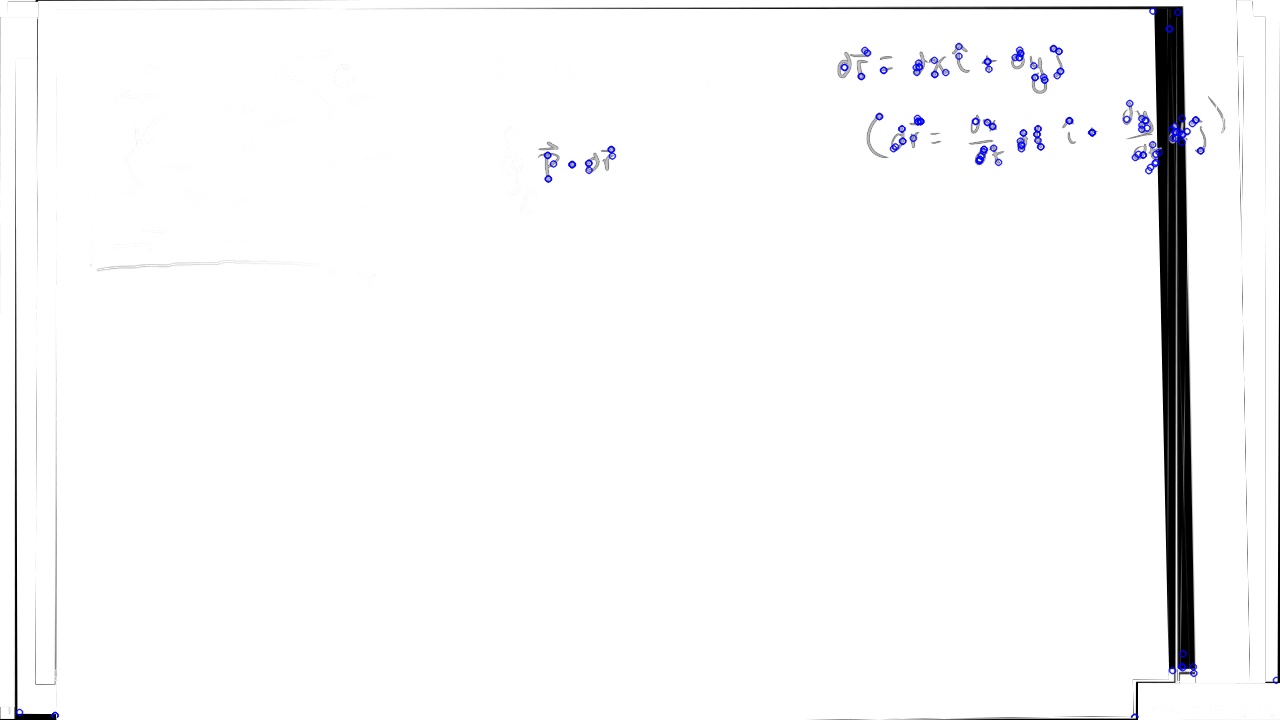 dr⃗ = dx î + dy ĵ
(dr⃗ = dx/dt dt î + dy/dt dt ĵ)
F⃗ · dr⃗